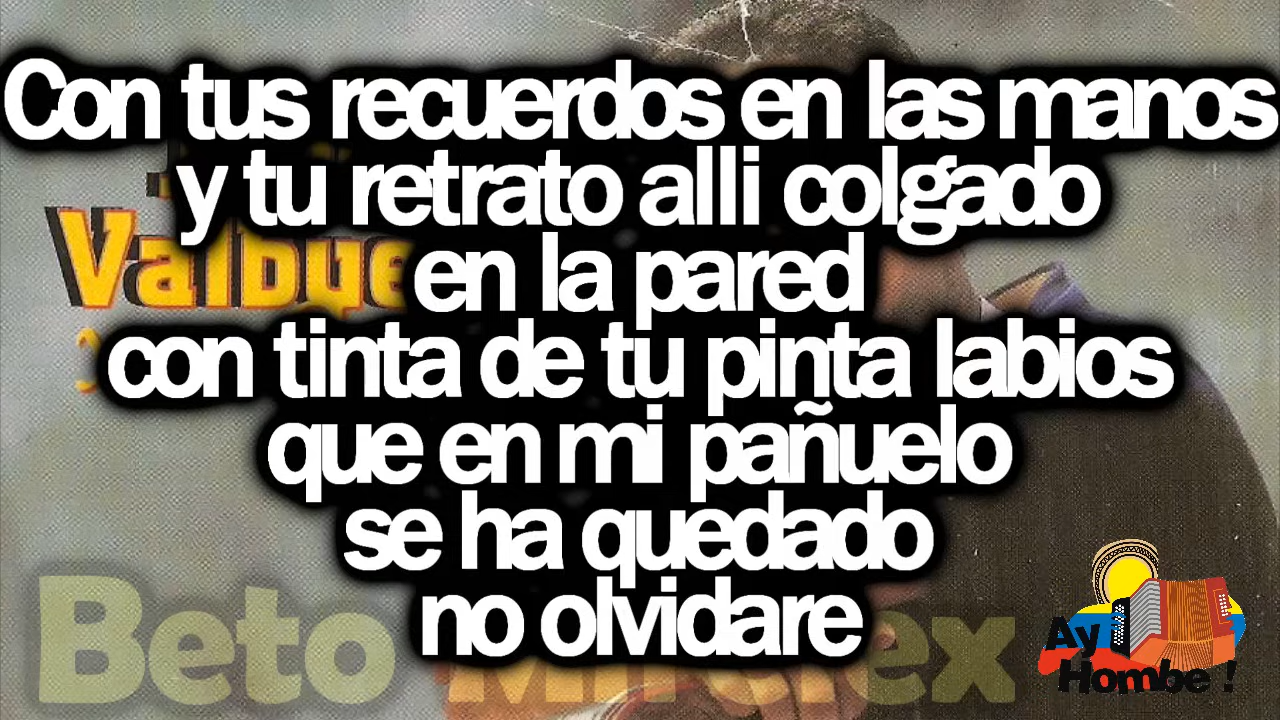 Con tus recuerdos en las manos
y tu retrato alli colgado
en la pared
con tinta de tu pinta labios
que en mi pañuelo
se ha quedado
no olvidare
Valbue
Beto
Ay
Hombe !